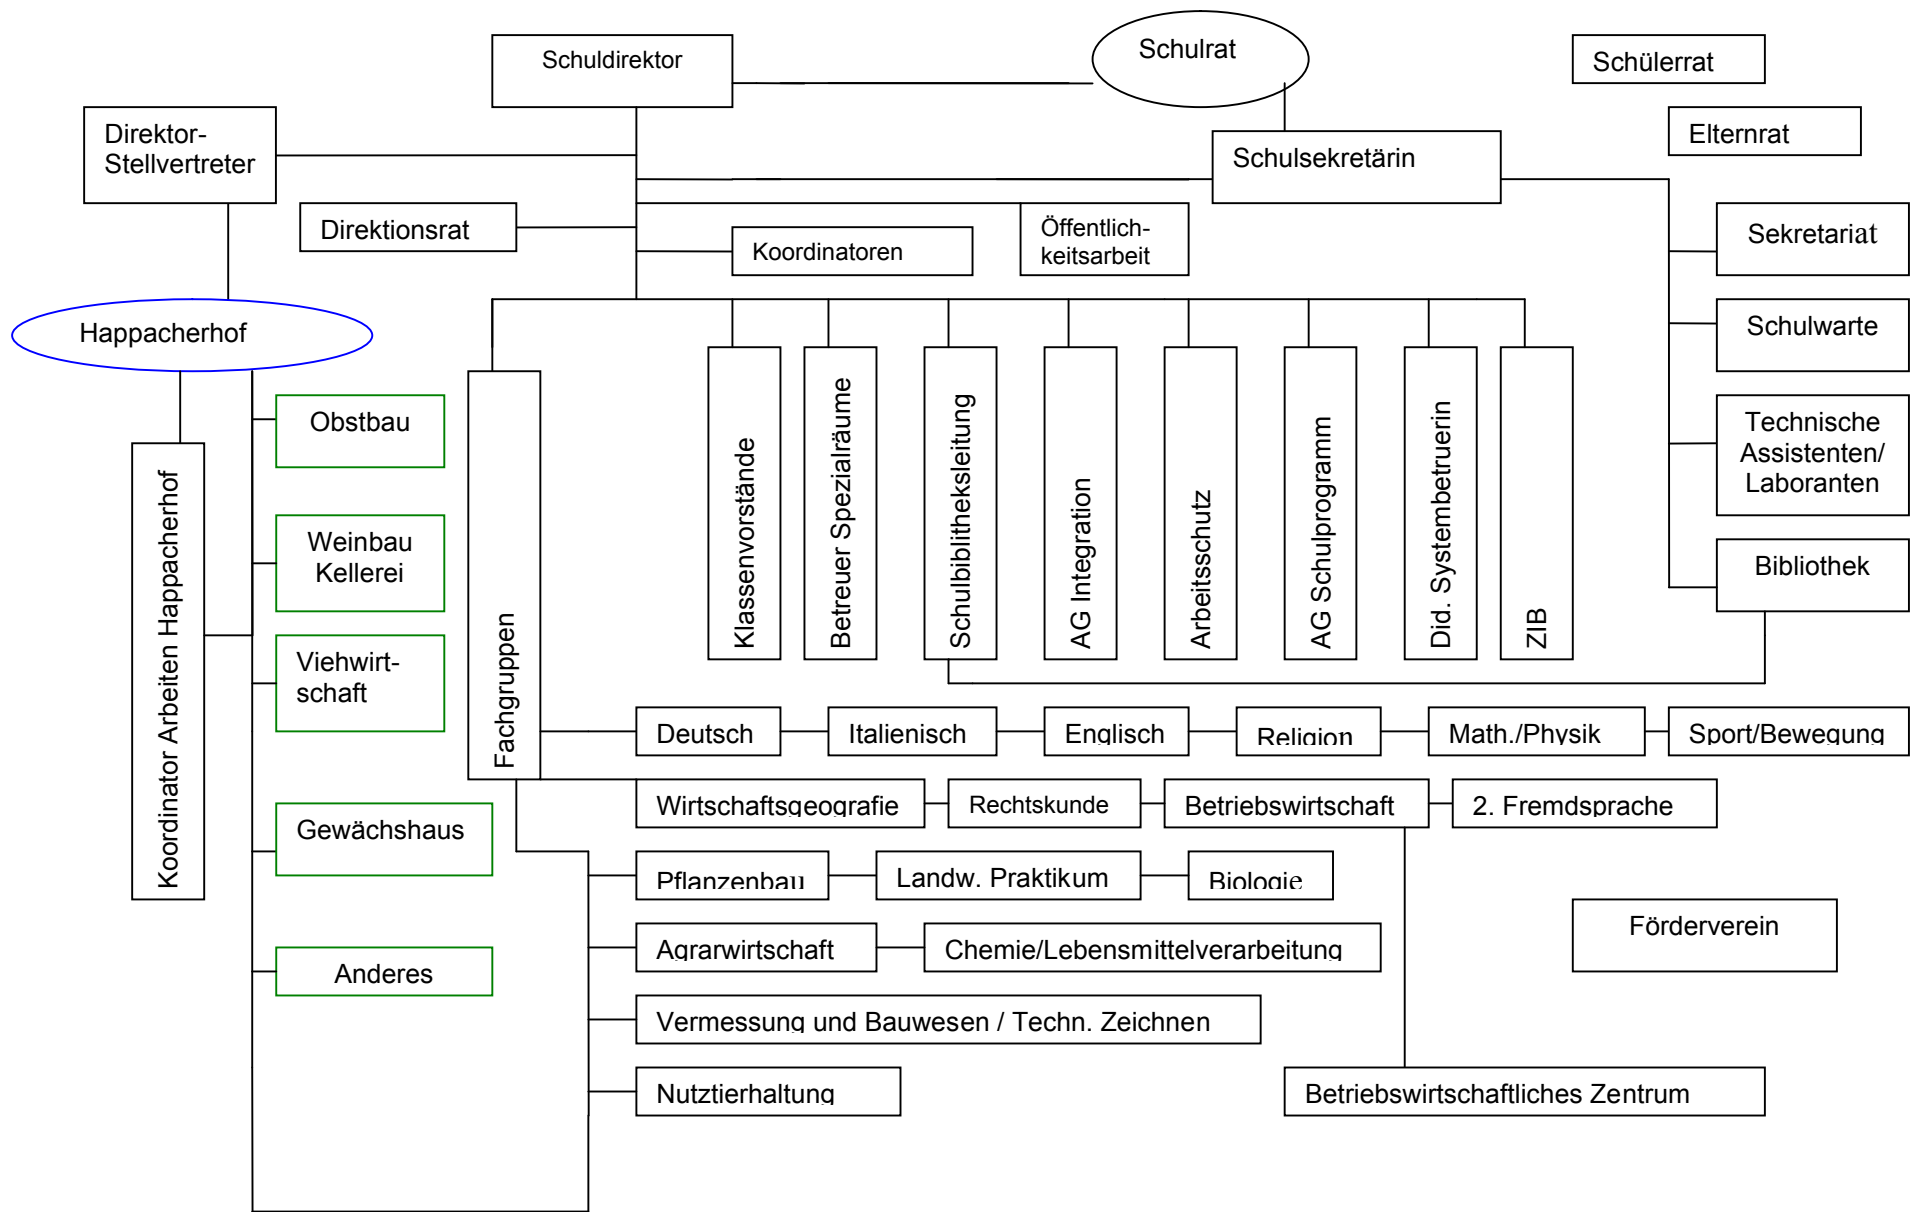 Schuldirektor
Schulrat
Schülerrat
Direktor-
Stellvertreter
Elternrat
Schulsekretärin
Direktionsrat
Koordinatoren
Öffentlich-
keitsarbeit
Sekretariat
Happacherhof
Schulwarte
Obstbau
Technische
Assistenten/
Laboranten
Weinbau
Kellerei
Bibliothek
Viehwirt-
schaft
Gewächshaus
Anderes
Koordinator Arbeiten Happacherhof
Fachgruppen
Klassenvorstände
Betreuer Spezialräume
Schulbibliotheksleitung
AG Integration
Arbeitsschutz
AG Schulprogramm
Did. Systembetruerin
ZIB
Deutsch
Italienisch
Englisch
Religion
Math./Physik
Sport/Bewegung
Wirtschaftsgeografie
Rechtskunde
Betriebswirtschaft
2. Fremdsprache
Pflanzenbau
Landw. Praktikum
Biologie
Förderverein
Agrarwirtschaft
Chemie/Lebensmittelverarbeitung
Vermessung und Bauwesen / Techn. Zeichnen
Nutztierhaltung
Betriebswirtschaftliches Zentrum